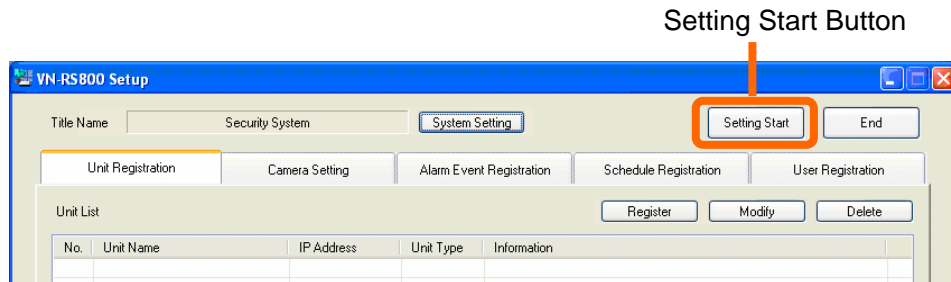 Setting Start Button
VN-RS800 Setup
Title Name Security System System Setting Setting Start End
Unit Registration Camera Setting Alarm Event Registration Schedule Registration User Registration
Unit List Register Modify Delete
No. Unit Name IP Address Unit Type Information